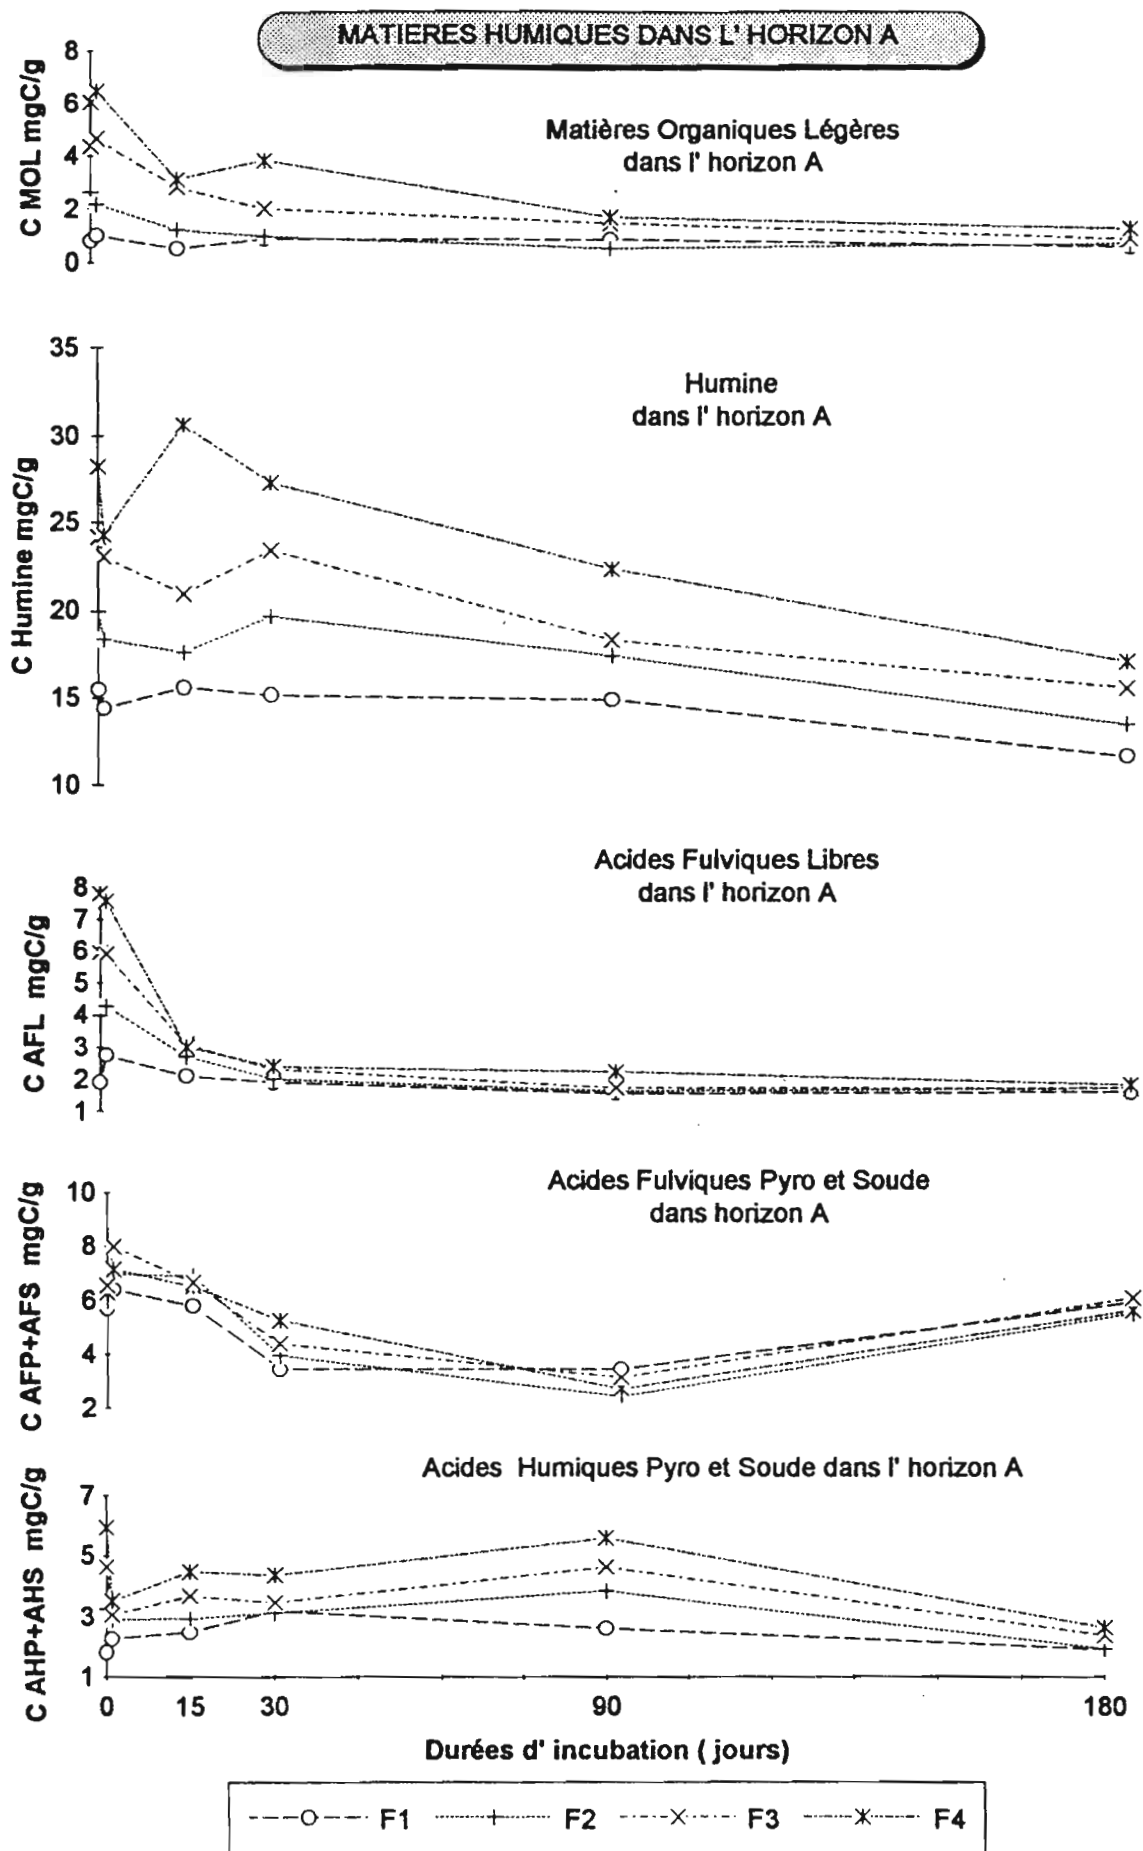 MATIERES HUMIQUES DANS L' HORIZON A
C MOL mgC/g
8
6
4
2
0
Matières Organiques Légères
dans l' horizon A
C Humine mgC/g
35
30
25
20
15
10
Humine
dans l' horizon A
C AFL mgC/g
8
7
6
5
4
3
2
1
Acides Fulviques Libres
dans l' horizon A
C AFP+AFS mgC/g
10
8
6
4
2
Acides Fulviques Pyro et Soude
dans horizon A
C AHP+AHS mgC/g
7
5
3
1
Acides Humiques Pyro et Soude dans l' horizon A
0 15 30 90 180
Durées d' incubation ( jours)
F1 F2 F3 F4